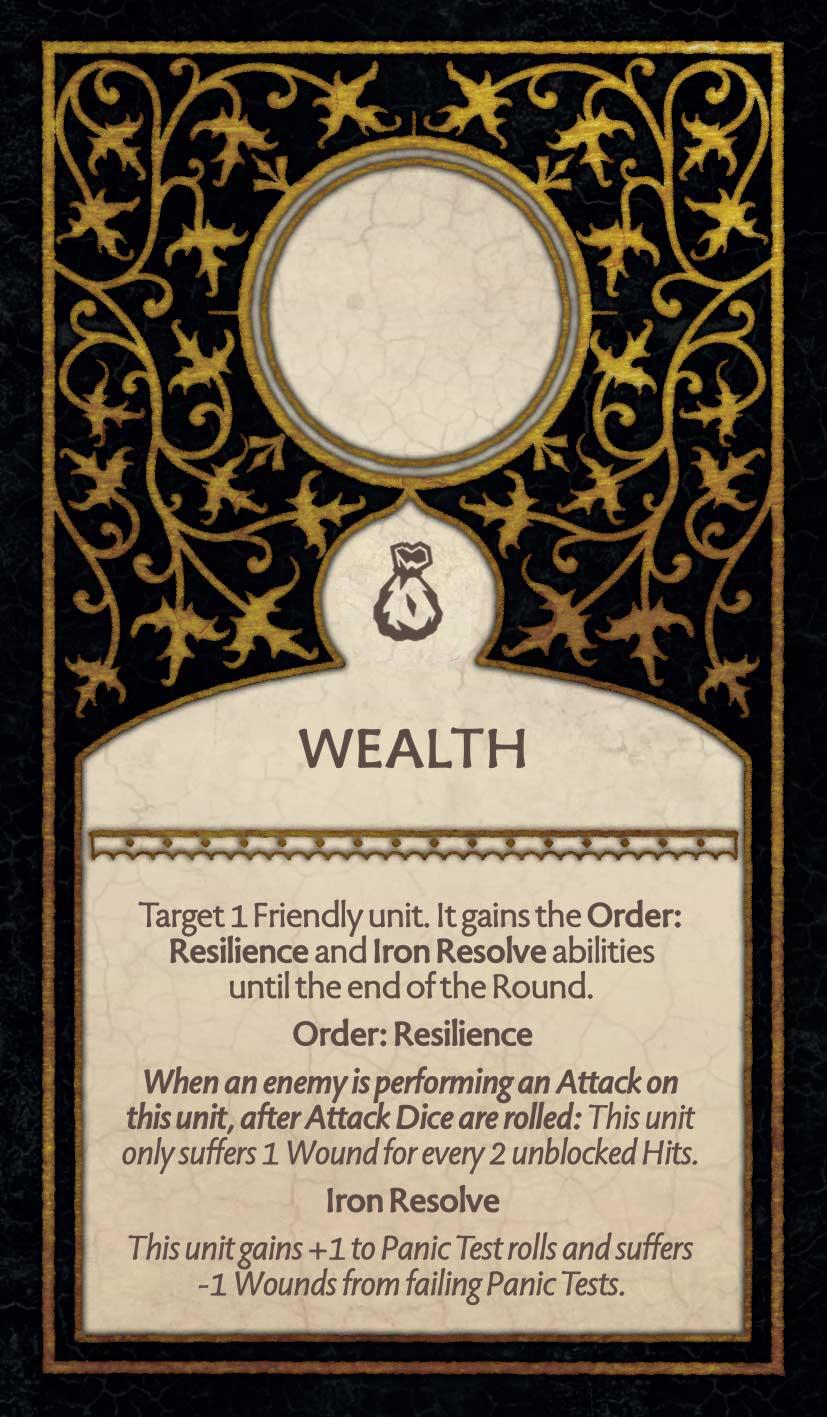 WEALTH
Target 1 Friendly unit. It gains the Order:
Resilience and Iron Resolve abilities
until the end of the Round.
Order: Resilience
When an enemy is performing an Attack on
this unit, after Attack Dice are rolled: This unit
only suffers 1 Wound for every 2 unblocked Hits.
Iron Resolve
This unit gains +1 to Panic Test rolls and suffers
-1 Wounds from failing Panic Tests.